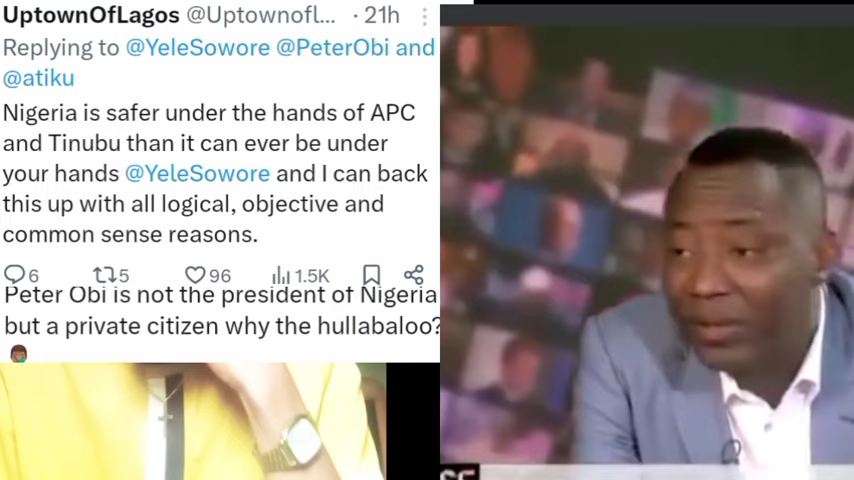 UptownOfLagos @Uptownofl... · 21h
Replying to @YeleSowore @PeterObi and
@atiku
Nigeria is safer under the hands of APC
and Tinubu than it can ever be under
your hands @YeleSowore and I can back
this up with all logical, objective and
common sense reasons.
6 5 96 1.5K
Peter Obi is not the president of Nigeria
but a private citizen why the hullabaloo?